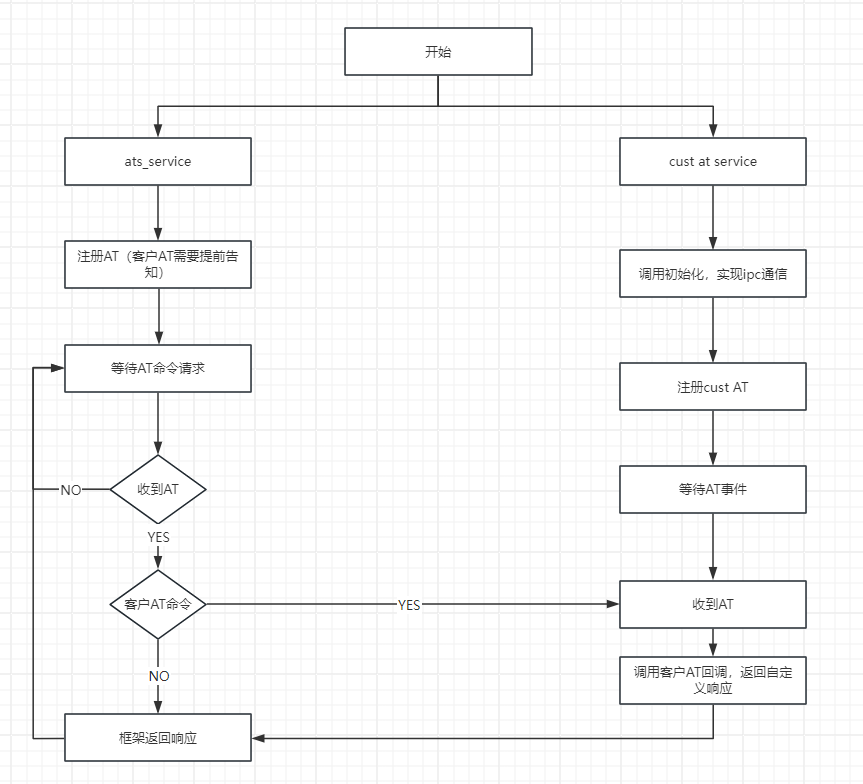 开始
ats_service
cust at service
注册AT（客户AT需要提前告
知）
调用初始化，实现ipc通信
等待AT命令请求
注册cust AT
收到AT
NO
等待AT事件
YES
客户AT命令
YES
收到AT
NO
调用客户AT回调，返回自定
义响应
框架返回响应